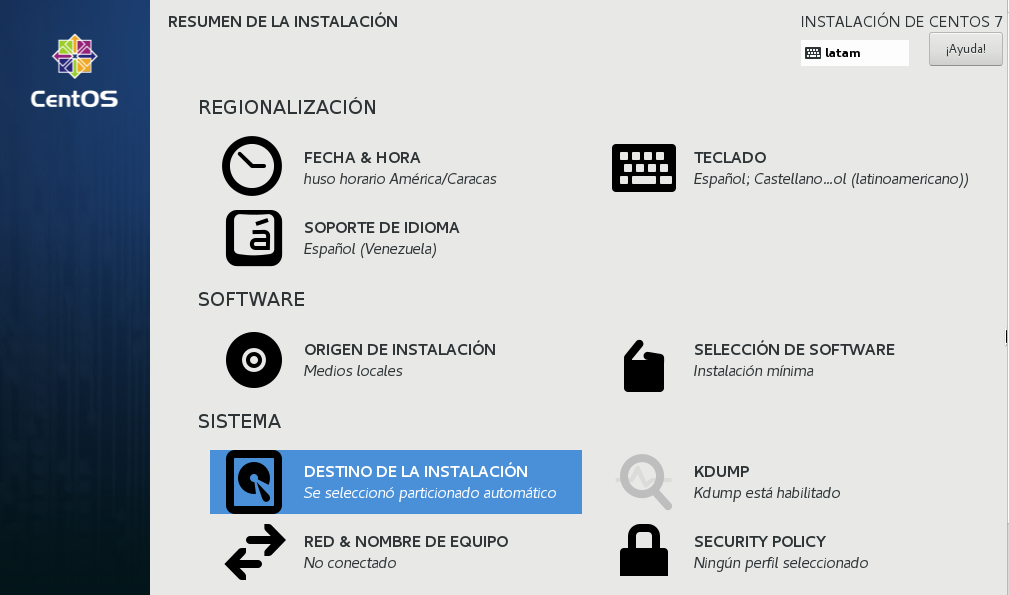 RESUMEN DE LA INSTALACIÓN
INSTALACIÓN DE CENTOS 7
latam
¡Ayuda!
CentOS
REGIONALIZACIÓN
FECHA & HORA
huso horario América/Caracas
TECLADO
Español; Castellano...ol (latinoamericano))
á
SOPORTE DE IDIOMA
Español (Venezuela)
SOFTWARE
ORIGEN DE INSTALACIÓN
Medios locales
SELECCIÓN DE SOFTWARE
Instalación mínima
SISTEMA
DESTINO DE LA INSTALACIÓN
Se seleccionó particionado automático
KDUMP
Kdump está habilitado
RED & NOMBRE DE EQUIPO
No conectado
SECURITY POLICY
Ningún perfil seleccionado